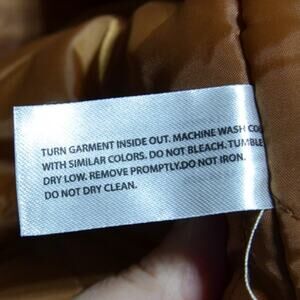 TURN GARMENT INSIDE OUT. MACHINE WASH CO
WITH SIMILAR COLORS. DO NOT BLEACH. TUMBLE
DRY LOW. REMOVE PROMPTLY.DO NOT IRON.
DO NOT DRY CLEAN.